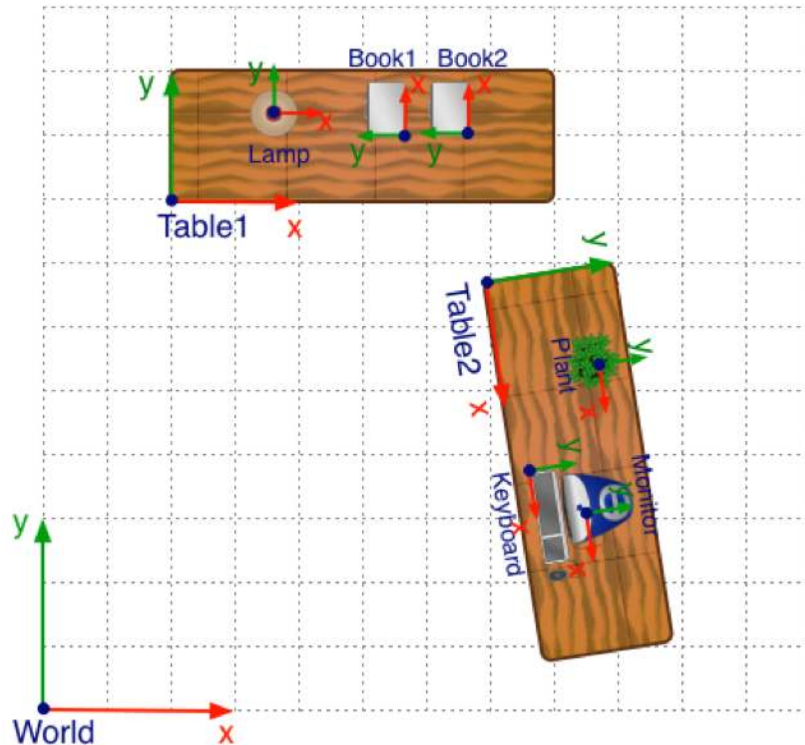 Book1 Book2
y y x x
x
Lamp y y
Table1 x
y
Table2
Plant y
x x
y
Keyboard y Monitor
x
x
y
World x